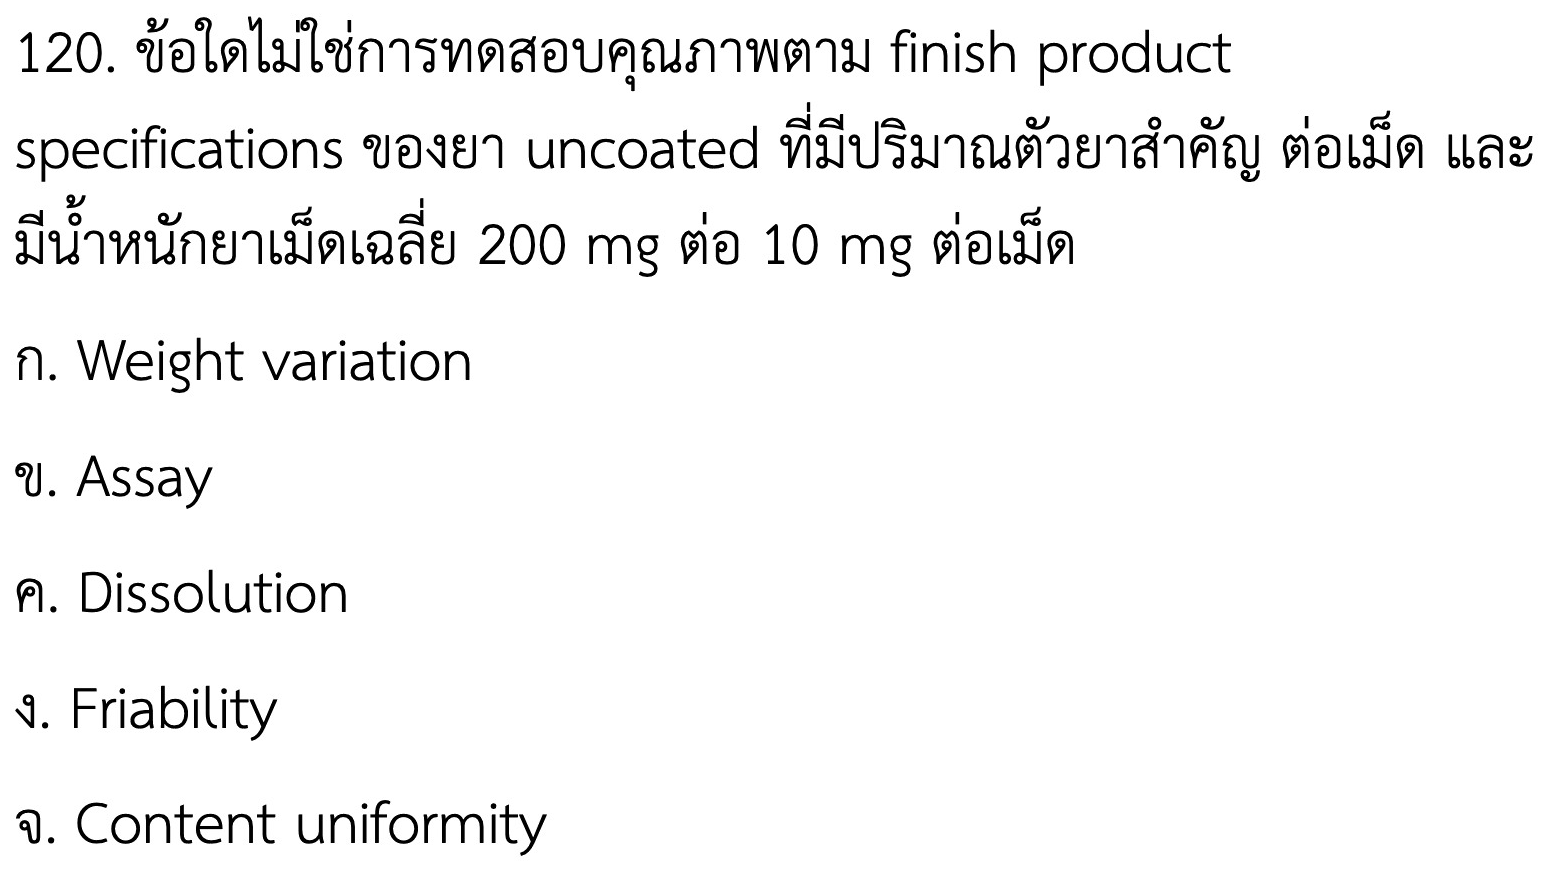 120. ข้อใดไม่ใช่การทดสอบคุณภาพตาม finish product
specifications ของยา uncoated ที่มีปริมาณตัวยาสำคัญ ต่อเม็ด และ
มีน้ำหนักยาเม็ดเฉลี่ย 200 mg ต่อ 10 mg ต่อเม็ด
ก. Weight variation
ข. Assay
ค. Dissolution
ง. Friability
จ. Content uniformity